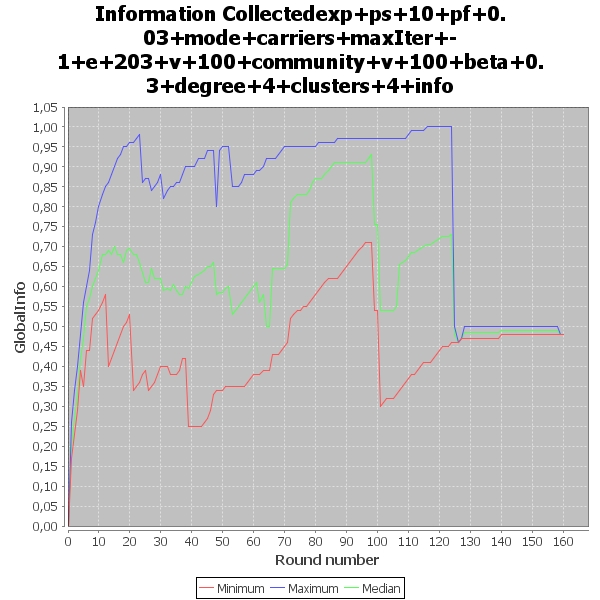 Information Collectedexp+ps+10+pf+0.
03+mode+carriers+maxIter+-
1+e+203+v+100+community+v+100+beta+0.
3+degree+4+clusters+4+info
1,05
1,00
0,95
0,90
0,85
0,80
0,75
0,70
0,65
0,60
0,55
0,50
0,45
0,40
0,35
0,30
0,25
0,20
0,15
0,10
0,05
0,00
GlobalInfo
0 10 20 30 40 50 60 70 80 90 100 110 120 130 140 150 160
Round number
Minimum Maximum Median